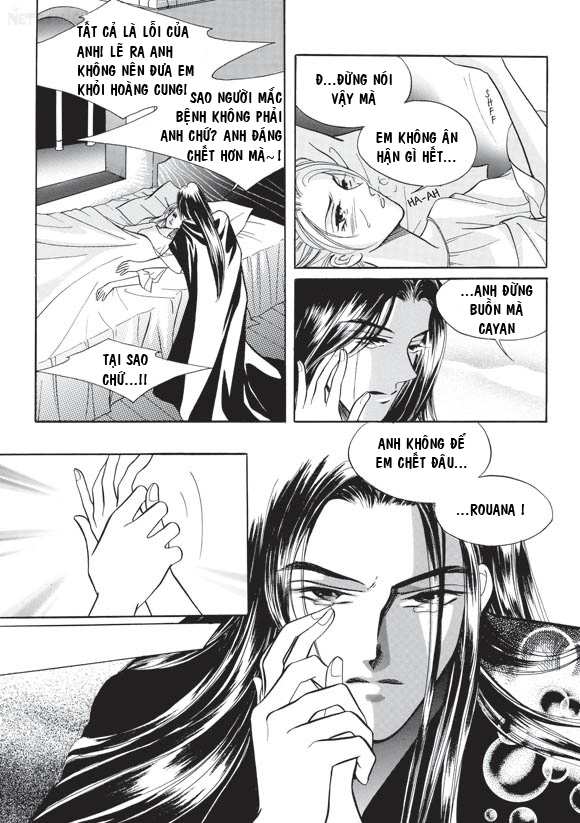 NET
TẤT CẢ LÀ LỖI CỦA
ANH! LẼ RA ANH
KHÔNG NÊN ĐƯA EM
KHỎI HOÀNG CUNG!
SAO NGƯỜI MẮC
BỆNH KHÔNG PHẢI
ANH CHỨ? ANH ĐÁNG
CHẾT HƠN MÀ~!
TẠI SAO
CHỨ...!!
Đ...ĐỪNG NÓI
VẬY MÀ
EM KHÔNG ÂN
HẬN GÌ HẾT...
SHFF
HA-AH
...ANH ĐỪNG
BUỒN MÀ
CAYAN
ANH KHÔNG ĐỂ
EM CHẾT ĐÂU...
...ROUANA !